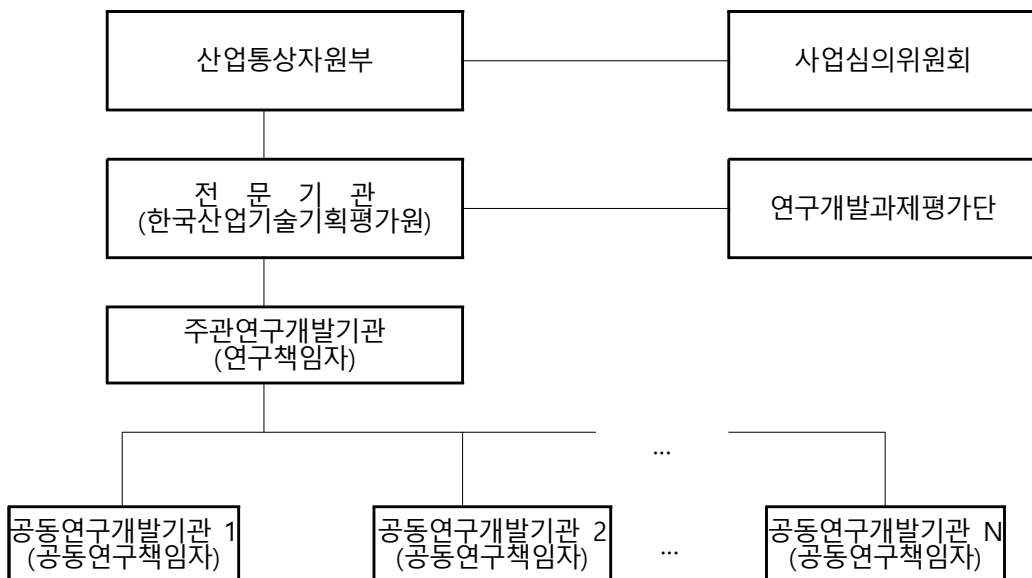 산업통상자원부
사업심의위원회
전 문 기 관
(한국산업기술기획평가원)
연구개발과제평가단
주관연구개발기관
(연구책임자)
...
공동연구개발기관 1
(공동연구책임자)
공동연구개발기관 2
(공동연구책임자)
...
공동연구개발기관 N
(공동연구책임자)